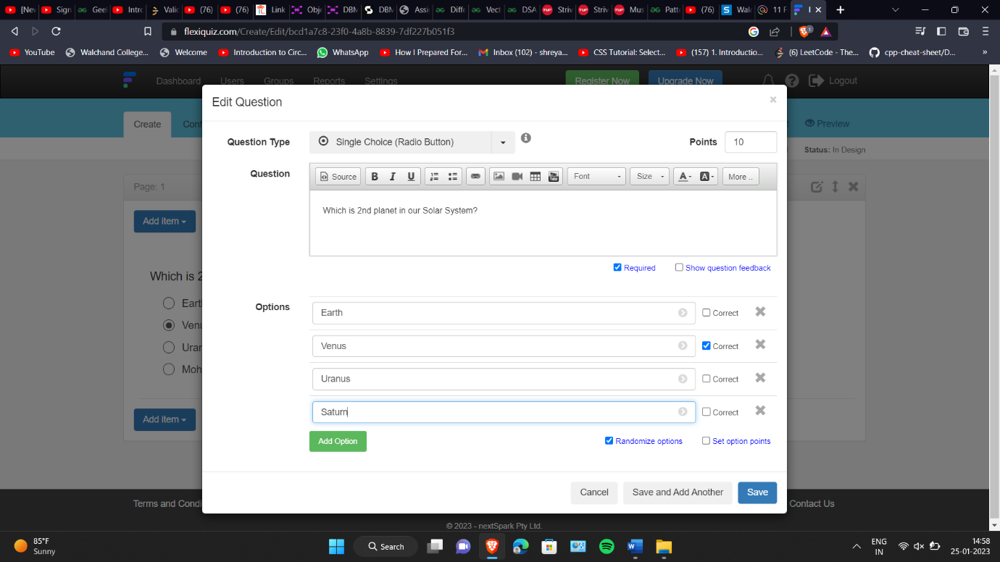 [Nev Sign Geel Intro Valic (76) (76) Link Obje DBM DBM Assi Diffe Vect DSA Striv Striv Mus Patte (76) Walc 11 F
flexiquiz.com/Create/Edit/bcd1a7c8-23f0-4a8b-8839-7df227b051f3
YouTube Walchand College... Welcome Introduction to Circ... WhatsApp How I Prepared For... Inbox (102) - shreya... CSS Tutorial: Select... (157) 1. Introductio... (6) LeetCode - The... cpp-cheat-sheet/D... »
Dashboard Users Groups Reports Settings Register Now Upgrade Now Logout
Edit Question ×
Create Preview
Question Type Single Choice (Radio Button) Points 10
Status: In Design
Question Source B I U Font Size A A More ..
Page: 1
Which is 2nd planet in our Solar System?
Add item
Required Show question feedback
Which is 2
Options Earth Correct
Venus Correct
Uranus Correct
Saturn Correct
Add item
Add Option Randomize options Set option points
Cancel Save and Add Another Save
Terms and Condi Contact Us
© 2023 - nextSpark Pty Ltd.
85°F
Sunny
Search
ENG
IN
14:58
25-01-2023